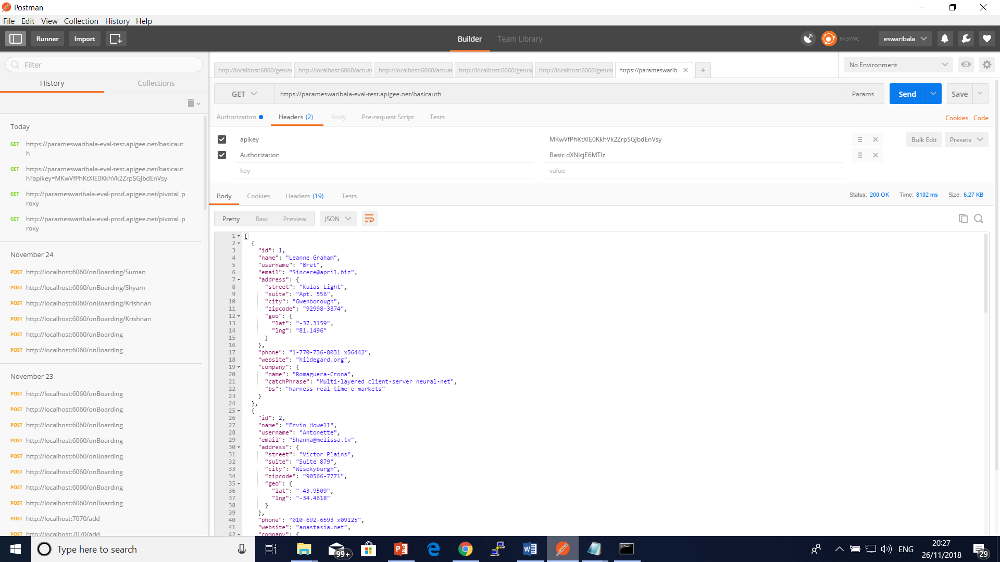 Postman
File Edit View Collection History Help
Runner Import Builder Team Library IN SYNC eswaribala
Filter
History Collections
Today
GET https://parameswaribala-eval-test.apigee.net/basicaut
h
GET https://parameswaribala-eval-test.apigee.net/basicaut
h?apikey=MKwVfPhKtXIE0KkhVk2ZrpSGJbdEnVsy
GET http://parameswaribala-eval-prod.apigee.net/pivotal_p
roxy
GET http://parameswaribala-eval-prod.apigee.net/pivotal_p
roxy
November 24
POST http://localhost:6060/onBoarding/Suman
POST http://localhost:6060/onBoarding/Shyam
POST http://localhost:6060/onBoarding/Krishnan
POST http://localhost:6060/onBoarding/Krishnan
POST http://localhost:6060/onBoarding
POST http://localhost:6060/onBoarding
November 23
POST http://localhost:6060/onBoarding
POST http://localhost:6060/onBoarding
POST http://localhost:6060/onBoarding
POST http://localhost:6060/onBoarding
POST http://localhost:6060/onBoarding
POST http://localhost:6060/onBoarding
POST http://localhost:6060/onBoarding
POST http://localhost:6060/onBoarding
POST http://localhost:7070/add
POST http://localhost:7070/add
http://localhost:6060/getuse http://localhost:6060/actuat http://localhost:6060/actuat http://localhost:6060/getuse http://localhost:6060/getuse https://parameswarib
No Environment
GET https://parameswaribala-eval-test.apigee.net/basicauth Params Send Save
Authorization Headers (2) Body Pre-request Script Tests Cookies Code
apikey MKwVfPhKtXIE0KkhVk2ZrpSGJbdEnVsy Bulk Edit Presets
Authorization Basic dXNlcjE6MTIz
key value
Body Cookies Headers (19) Tests Status: 200 OK Time: 8102 ms Size: 6.27 KB
Pretty Raw Preview JSON
1 [
2 {
3 "id": 1,
4 "name": "Leanne Graham",
5 "username": "Bret",
6 "email": "Sincere@april.biz",
7 "address": {
8 "street": "Kulas Light",
9 "suite": "Apt. 556",
10 "city": "Gwenborough",
11 "zipcode": "92998-3874",
12 "geo": {
13 "lat": "-37.3159",
14 "lng": "81.1496"
15 }
16 },
17 "phone": "1-770-736-8031 x56442",
18 "website": "hildegard.org",
19 "company": {
20 "name": "Romaguera-Crona",
21 "catchPhrase": "Multi-layered client-server neural-net",
22 "bs": "harness real-time e-markets"
23 }
24 },
25 {
26 "id": 2,
27 "name": "Ervin Howell",
28 "username": "Antonette",
29 "email": "Shanna@melissa.tv",
30 "address": {
31 "street": "Victor Plains",
32 "suite": "Suite 879",
33 "city": "Wisokyburgh",
34 "zipcode": "90566-7771",
35 "geo": {
36 "lat": "-43.9509",
37 "lng": "-34.4618"
38 }
39 },
40 "phone": "010-692-6593 x09125",
41 "website": "anastasia.net",
42 "company": {
Type here to search
99+
ENG
20:27
26/11/2018
29